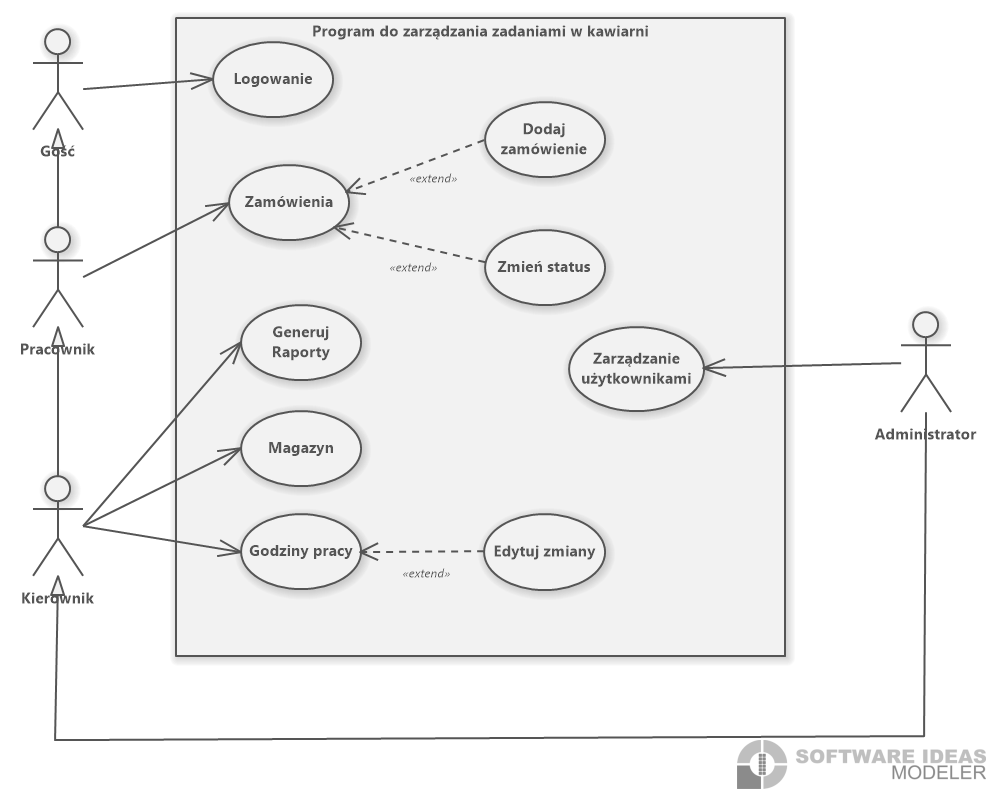 Program do zarządzania zadaniami w kawiarni
Logowanie
Gość
Dodaj
zamówienie
«extend»
Zamówienia
Zmień status
«extend»
Pracownik
Generuj
Raporty
Zarządzanie
użytkownikami
Administrator
Magazyn
Godziny pracy
Edytuj zmiany
«extend»
Kierownik
SOFTWARE IDEAS
MODELER